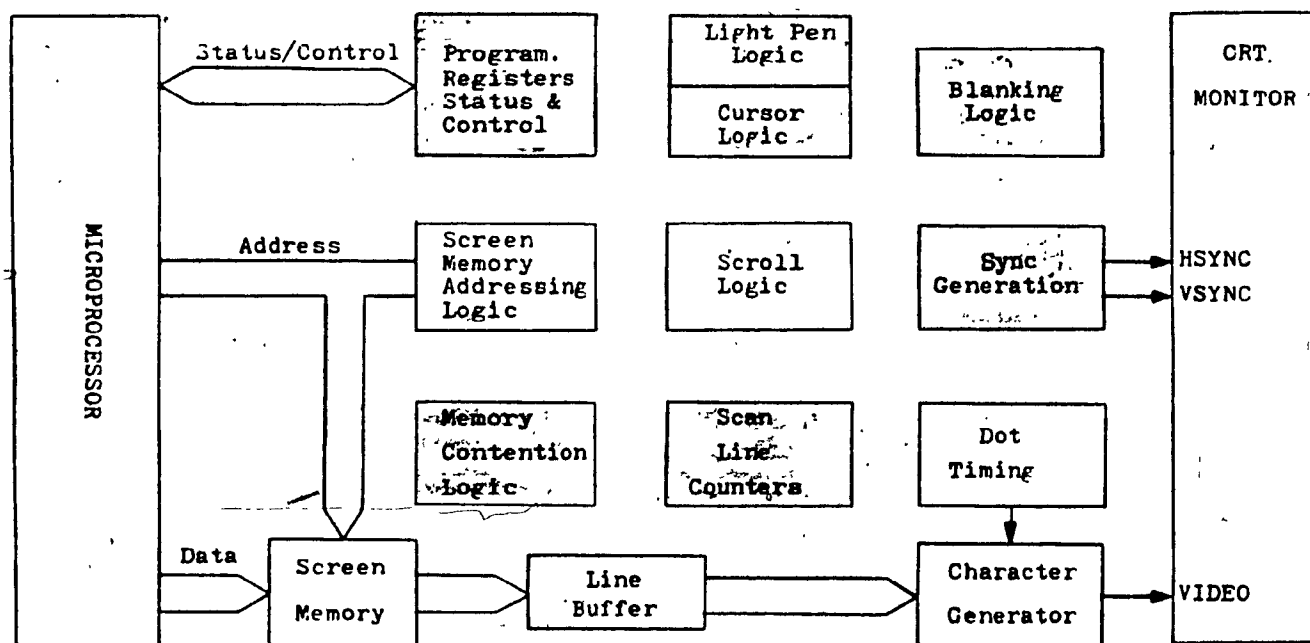 Status/Control
Program.
Registers
Status &
Control
Light Pen
Logic
Cursor
Logic
Blanking
Logic
CRT.
MONITOR
MICROPROCESSOR
Address
Screen
Memory
Addressing
Logic
Scroll
Logic
Sync
Generation
HSYNC
VSYNC
Memory
Contention
Logic
Scan
Line
Counters
Dot
Timing
Data
Screen
Memory
Line
Buffer
Character
Generator
VIDEO